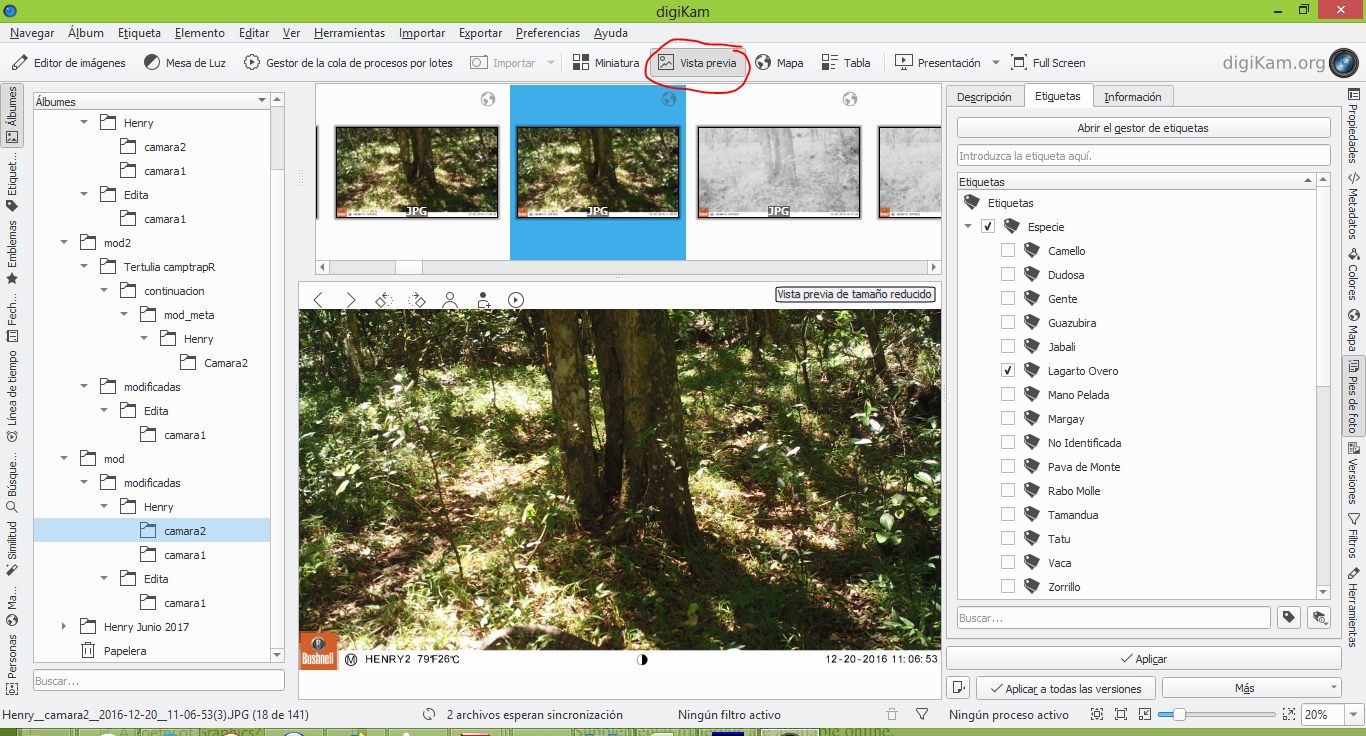 digiKam
Navegar Álbum Etiqueta Elemento Editar Ver Herramientas Importar Exportar Preferencias Ayuda
Editor de imágenes Mesa de Luz Gestor de la cola de procesos por lotes Importar Miniatura Vista previa Mapa Tabla Presentación Full Screen digiKam.org
Álbumes
Etiquet...
Emblemas
Fech...
Línea de tiempo
Búsque...
Similitud
Ma...
Personas
Álbumes
Henry
camara2
camara1
Edita
camara1
mod2
Tertulia camptrapR
continuacion
mod_meta
Henry
Camara2
modificadas
Edita
camara1
mod
modificadas
Henry
camara2
camara1
Edita
camara1
Henry Junio 2017
Papelera
Buscar...
JPG JPG JPG
Vista previa de tamaño reducido
Bushnell M HENRY2 79°F26°C 12-20-2016 11:06:53
Descripción Etiquetas Información
Abrir el gestor de etiquetas
Introduzca la etiqueta aquí.
Etiquetas
Etiquetas
Especie
Camello
Dudosa
Gente
Guazubira
Jabali
Lagarto Overo
Mano Pelada
Margay
No Identificada
Pava de Monte
Rabo Molle
Tamandua
Tatu
Vaca
Zorrillo
Buscar...
Aplicar
Aplicar a todas las versiones Más
Propiedades
Metadatos
Colores
Mapa
Pies de foto
Versiones
Filtros
Herramientas
Henry__camara2__2016-12-20__11-06-53(3).JPG (18 de 141) 2 archivos esperan sincronización Ningún filtro activo Ningún proceso activo 20%